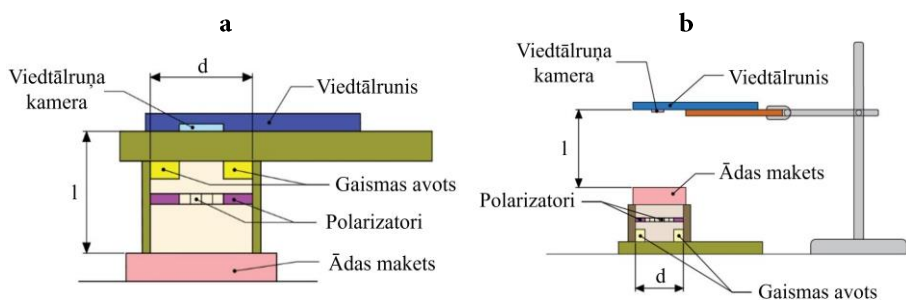 a
Viedtālruņa
kamera
d
Viedtālrunis
l
Gaismas avots
Polarizatori
Ādas makets
b
Viedtālruņa
kamera
Viedtālrunis
l
Ādas makets
Polarizatori
d
Gaismas avots